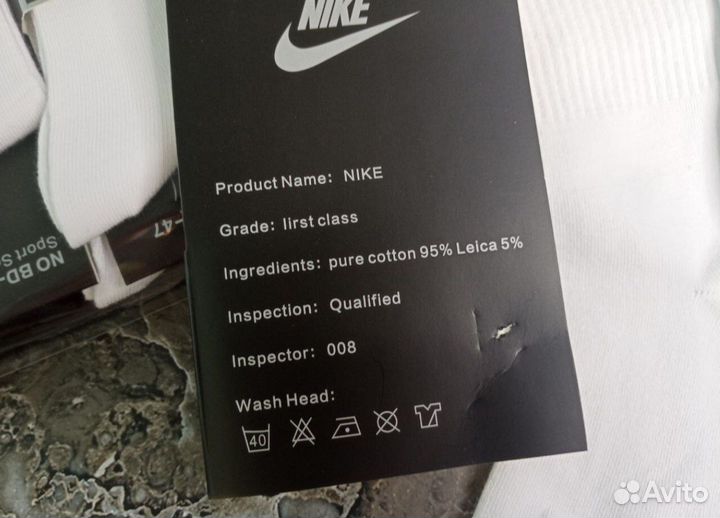 NIKE
Product Name: NIKE
Grade: lirst class
Ingredients: pure cotton 95% Leica 5%
Inspection: Qualified
Inspector: 008
Wash Head:
40
NO BD-
Sport So
-47
Avito